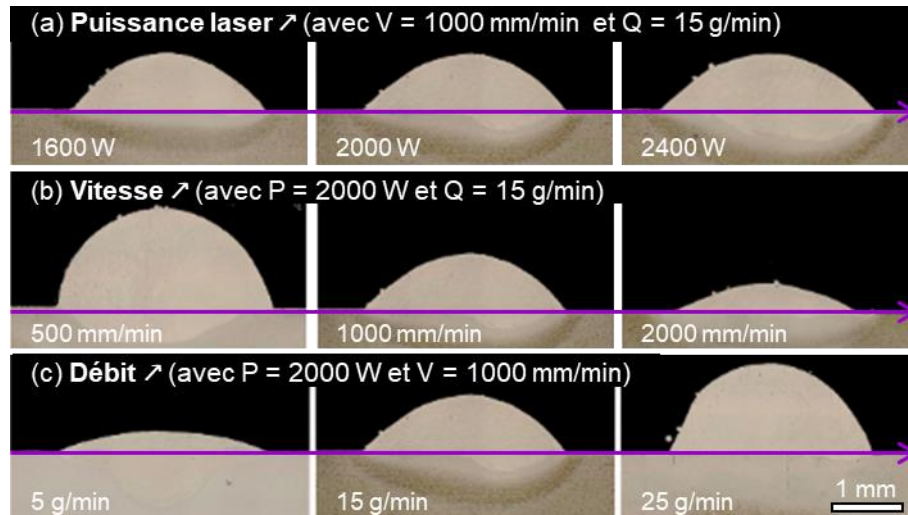 (a) Puissance laser ↗ (avec V = 1000 mm/min et Q = 15 g/min)
1600 W
2000 W
2400 W
(b) Vitesse ↗ (avec P = 2000 W et Q = 15 g/min)
500 mm/min
1000 mm/min
2000 mm/min
(c) Débit ↗ (avec P = 2000 W et V = 1000 mm/min)
5 g/min
15 g/min
25 g/min
1 mm